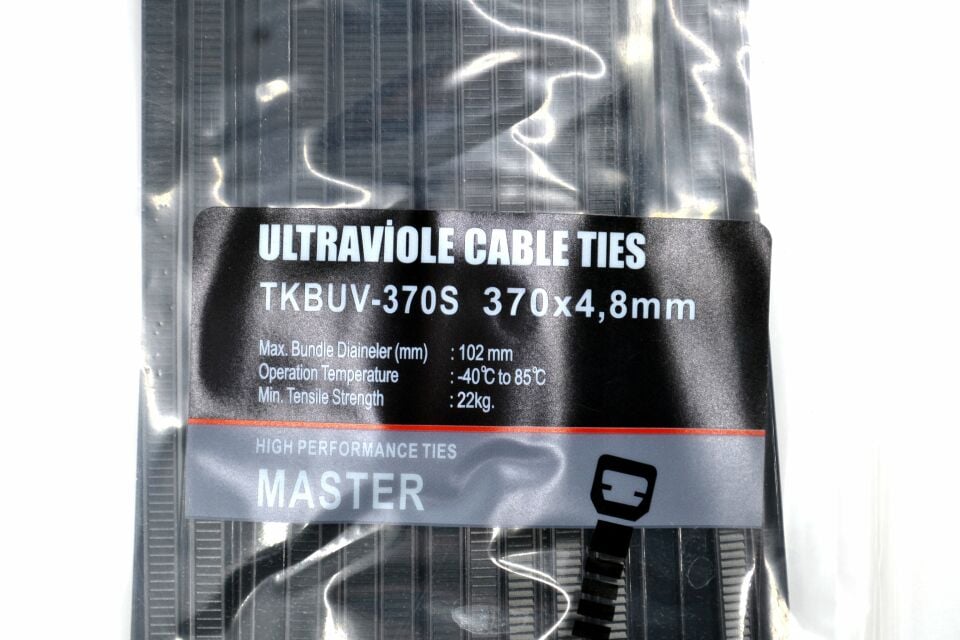 ULTRAVİOLE CABLE TIES
TKBUV-370S 370x4,8mm
Max. Bundle Diaineler (mm) : 102 mm
Operation Temperature : -40°C to 85°C
Min. Tensile Strength : 22kg.
HIGH PERFORMANCE TIES
MASTER